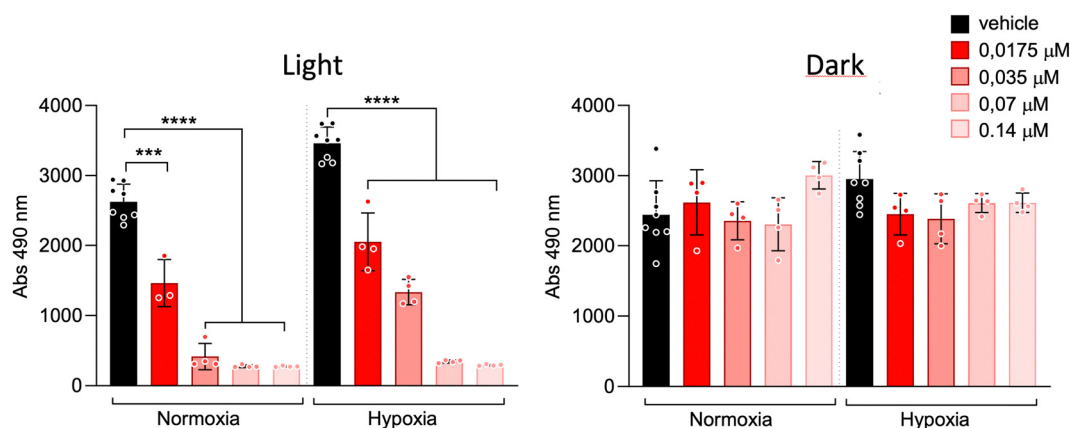 vehicle
0,0175 μM
0,035 μM
0,07 μM
0.14 μM
Light
Abs 490 nm
4000
3000
2000
1000
0
****
***
****
Normoxia
Hypoxia
Dark
Abs 490 nm
4000
3000
2000
1000
0
Normoxia
Hypoxia